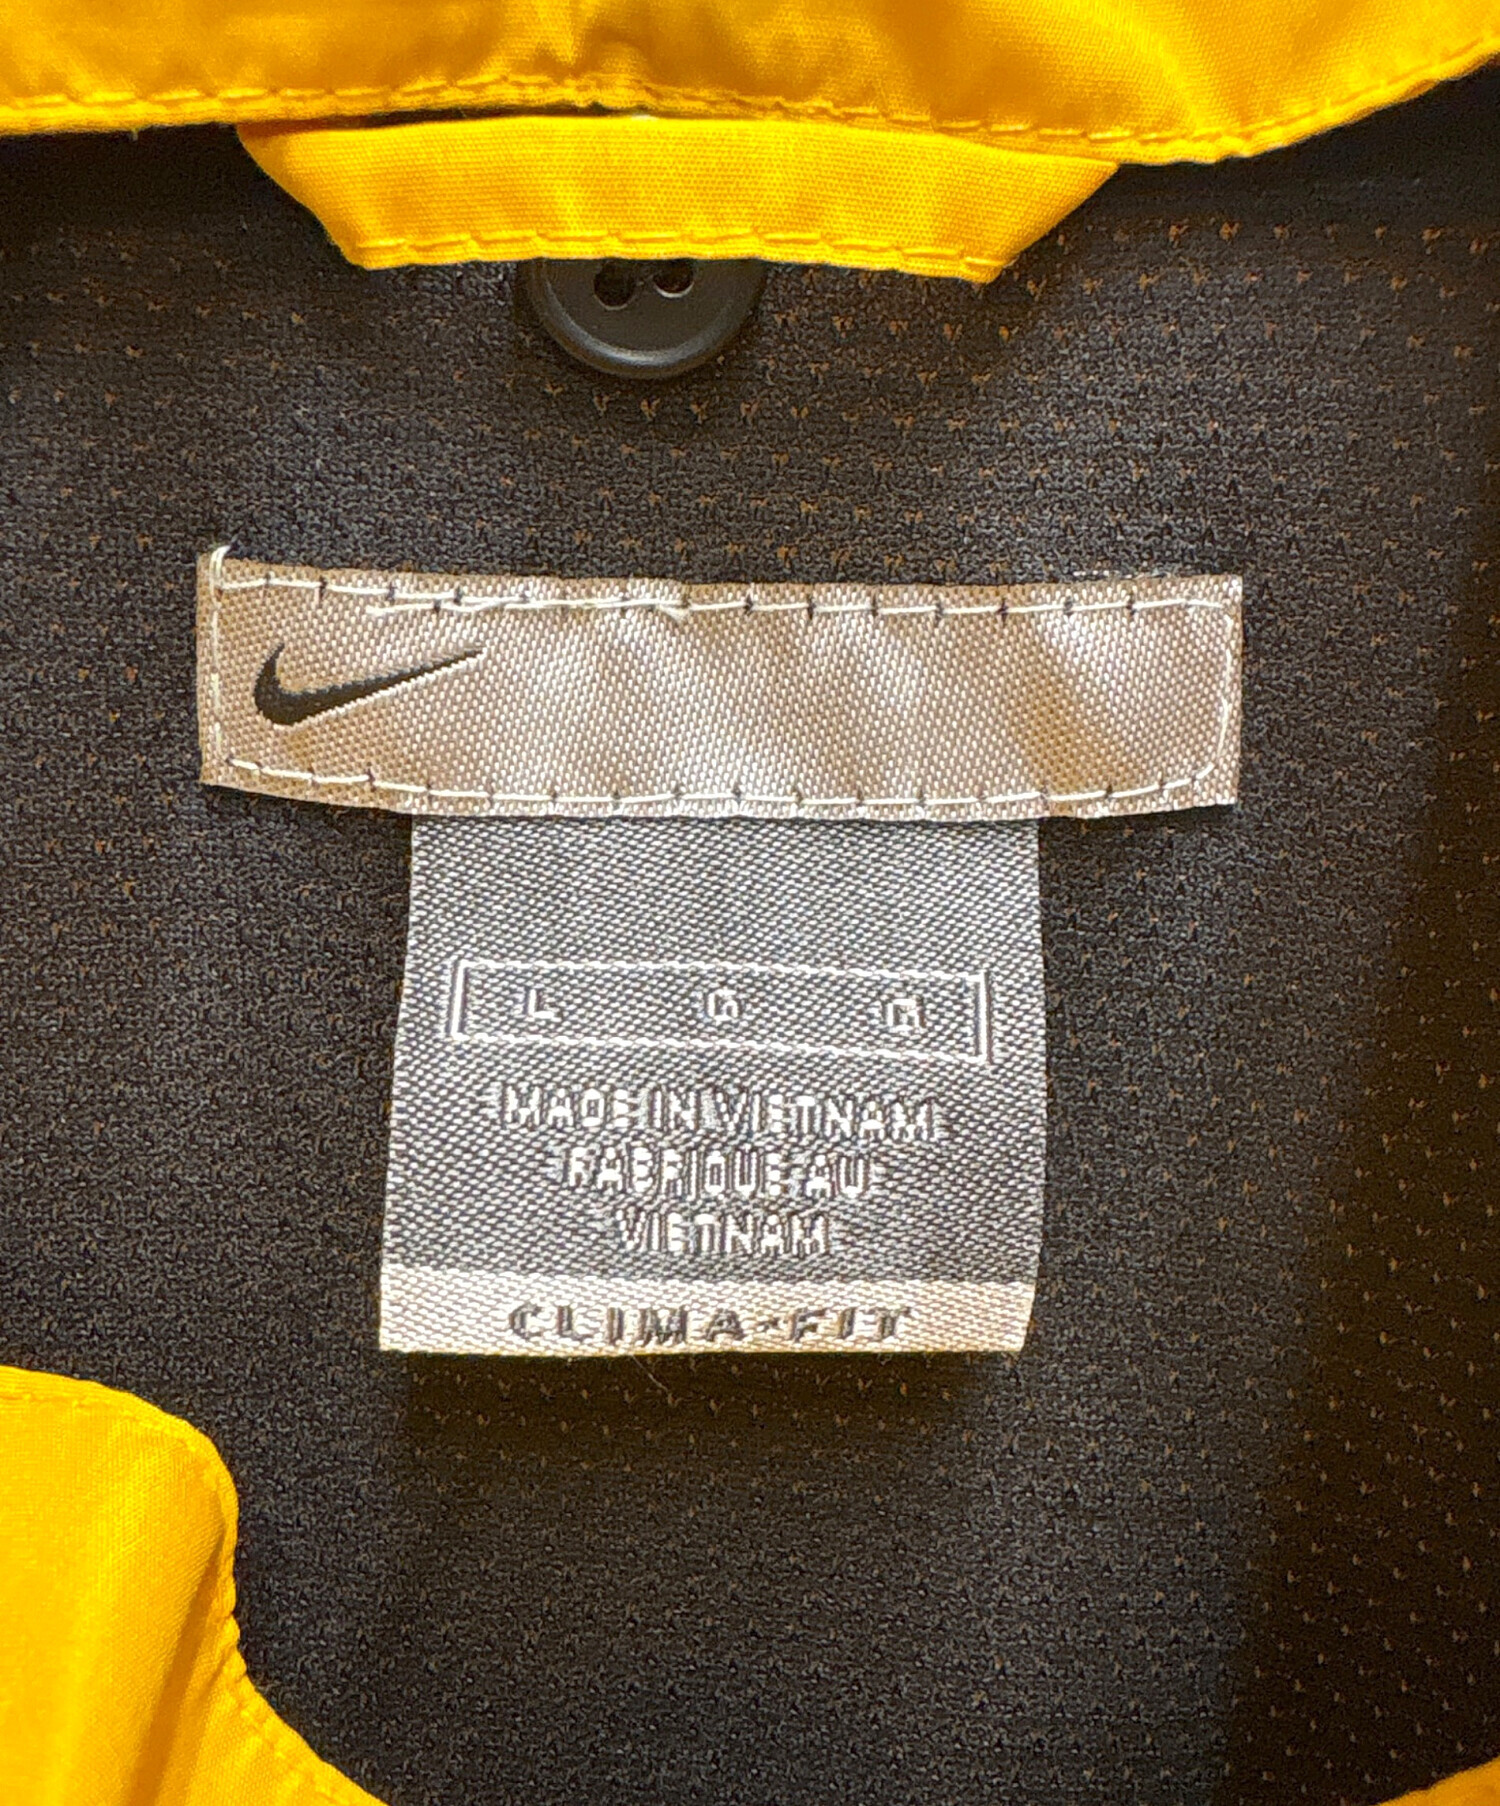 L G G
MADE IN VIETNAM
FABRIQUE AU
VIETNAM
CLIMA-FIT